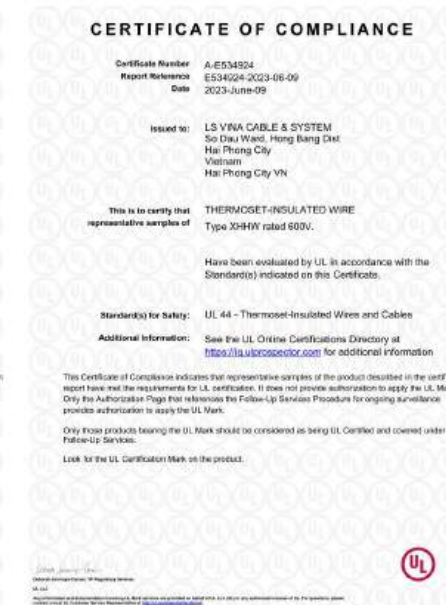 CERTIFICATE OF COMPLIANCE
Certificate Number A-E534924
Report Reference E534924-2023-06-09
Date 2023-June-09
Issued to: LS VINA CABLE & SYSTEM
So Dau Ward, Hong Bang Dist
Hai Phong City
Vietnam
Hai Phong City VN
This is to certify that THERMOSET-INSULATED WIRE
representative samples of Type XHHW rated 600V.
Have been evaluated by UL in accordance with the
Standard(s) indicated on this Certificate.
Standard(s) for Safety: UL 44 – Thermoset-Insulated Wires and Cables
Additional Information: See the UL Online Certifications Directory at
https://iq.ulprospector.com for additional information
This Certificate of Compliance indicates that representative samples of the product described in the certif
report have met the requirements for UL certification. It does not provide authorization to apply the UL Ma
Only the Authorization Page that references the Follow-Up Services Procedure for ongoing surveillance
provides authorization to apply the UL Mark.
Only those products bearing the UL Mark should be considered as being UL Certified and covered under
Follow-Up Services.
Look for the UL Certification Mark on the product.
UL